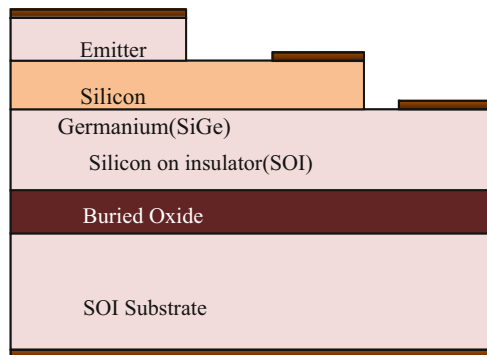 Emitter
Silicon
Germanium(SiGe)
Silicon on insulator(SOI)
Buried Oxide
SOI Substrate